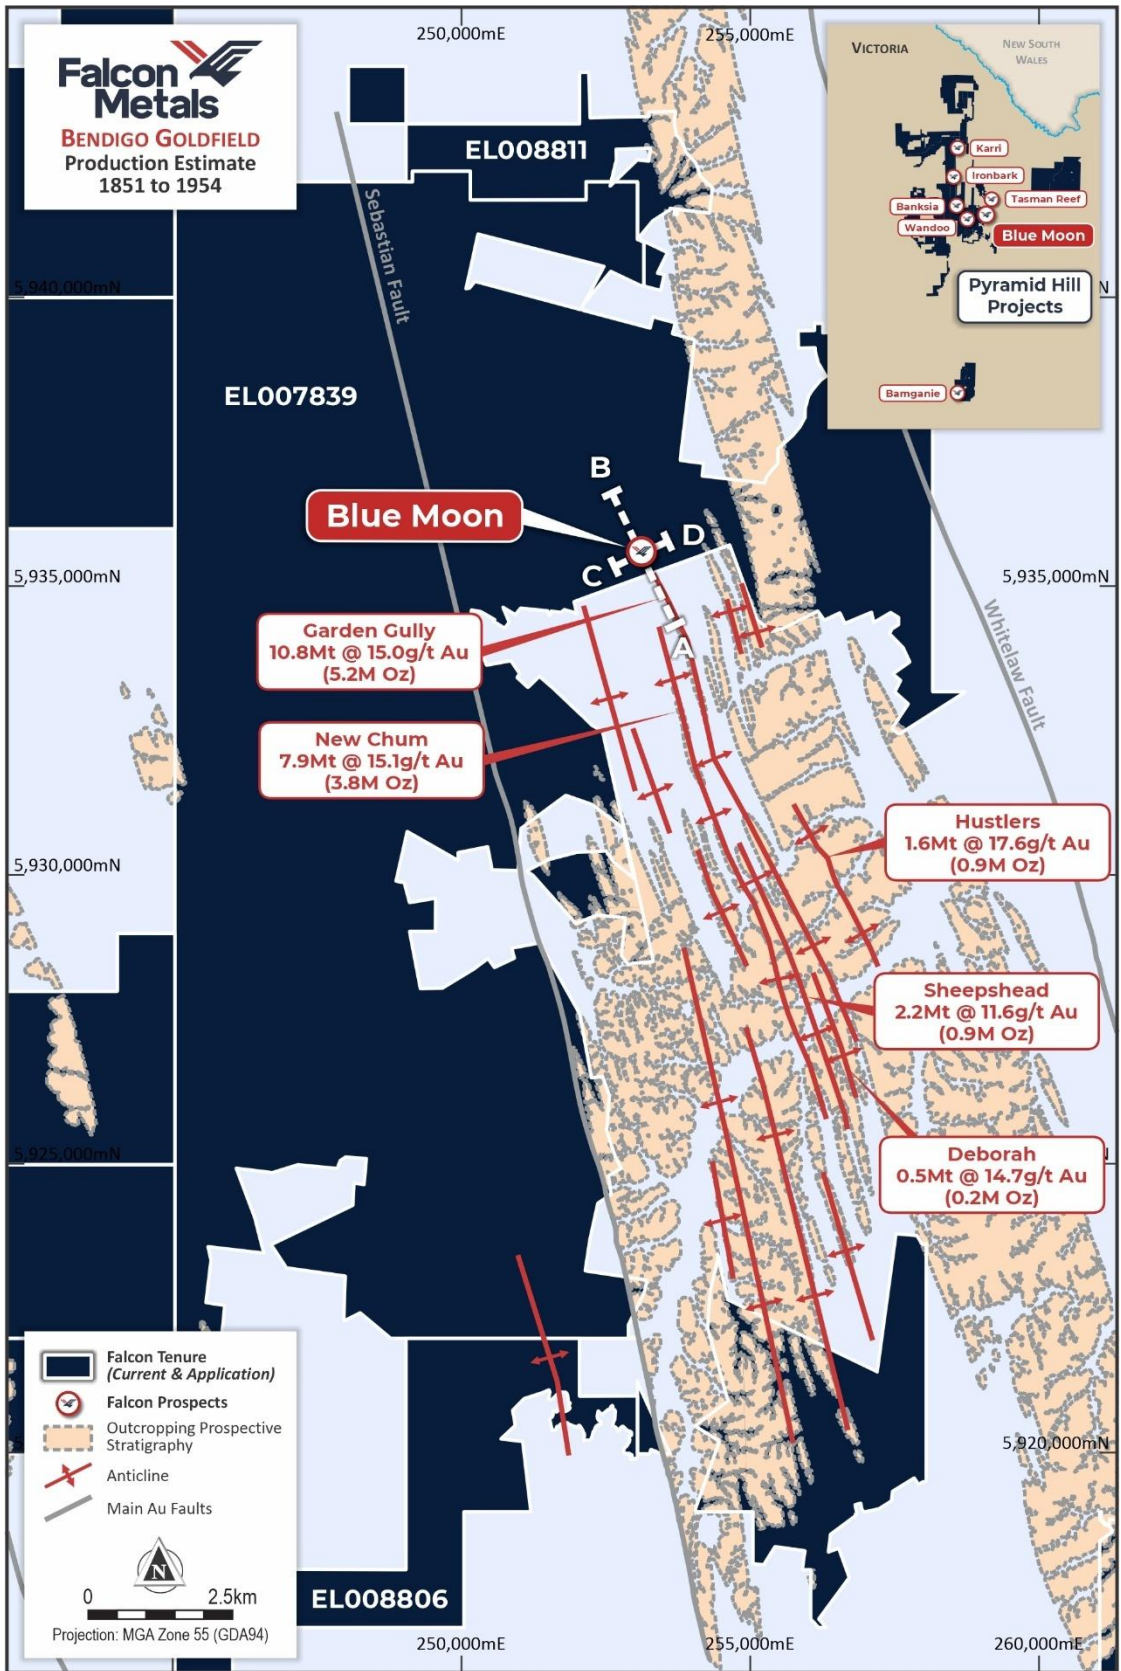 Falcon
Metals
BENDIGO GOLDFIELD
Production Estimate
1851 to 1954
250,000mE
255,000mE
VICTORIA
NEW SOUTH
WALES
Karri
Ironbark
Tasman Reef
Banksia
Wandoo
Blue Moon
Pyramid Hill
Projects
Bamganie
EL008811
Sebastian Fault
5,940,000mN
N
EL007839
B
Blue Moon
D
C
A
5,935,000mN
5,935,000mN
Whitelaw Fault
Garden Gully
10.8Mt @ 15.0g/t Au
(5.2M Oz)
New Chum
7.9Mt @ 15.1g/t Au
(3.8M Oz)
Hustlers
1.6Mt @ 17.6g/t Au
(0.9M Oz)
5,930,000mN
Sheepshead
2.2Mt @ 11.6g/t Au
(0.9M Oz)
Deborah
0.5Mt @ 14.7g/t Au
(0.2M Oz)
5,925,000mN
N
Falcon Tenure
(Current & Application)
Falcon Prospects
Outcropping Prospective
Stratigraphy
Anticline
Main Au Faults
N
0 2.5km
Projection: MGA Zone 55 (GDA94)
5,920,000mN
EL008806
250,000mE
255,000mE
260,000mE